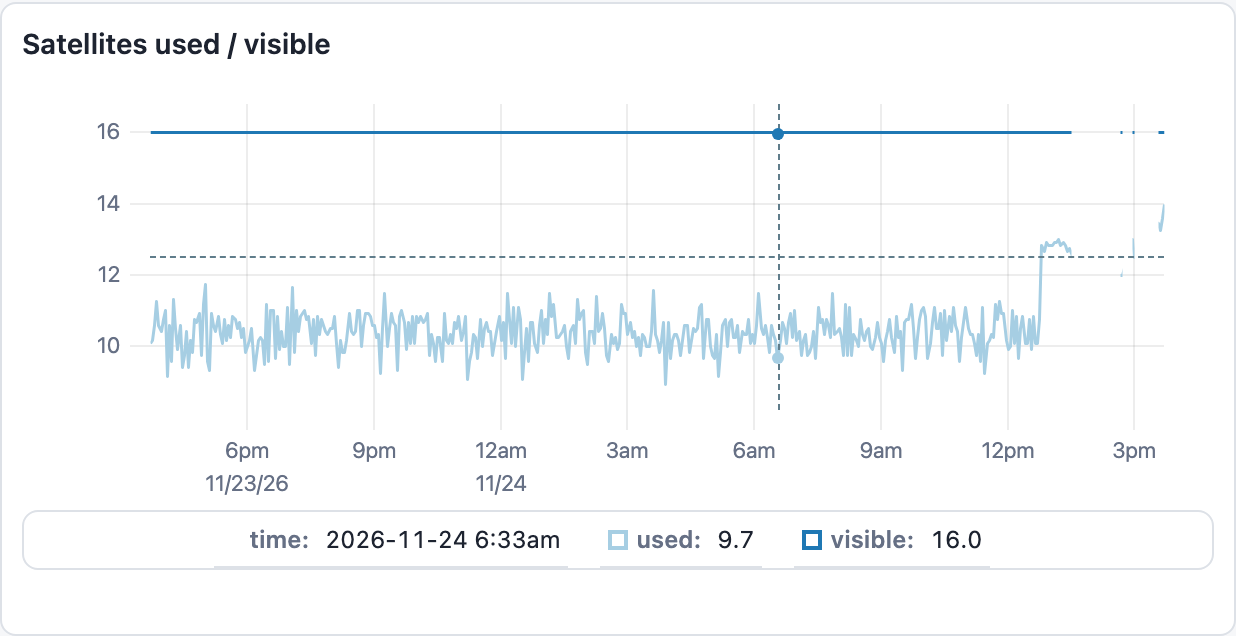 Satellites used / visible
16
14
12
10
6pm 9pm 12am 3am 6am 9am 12pm 3pm
11/23/26 11/24
time: 2026-11-24 6:33am used: 9.7 visible: 16.0